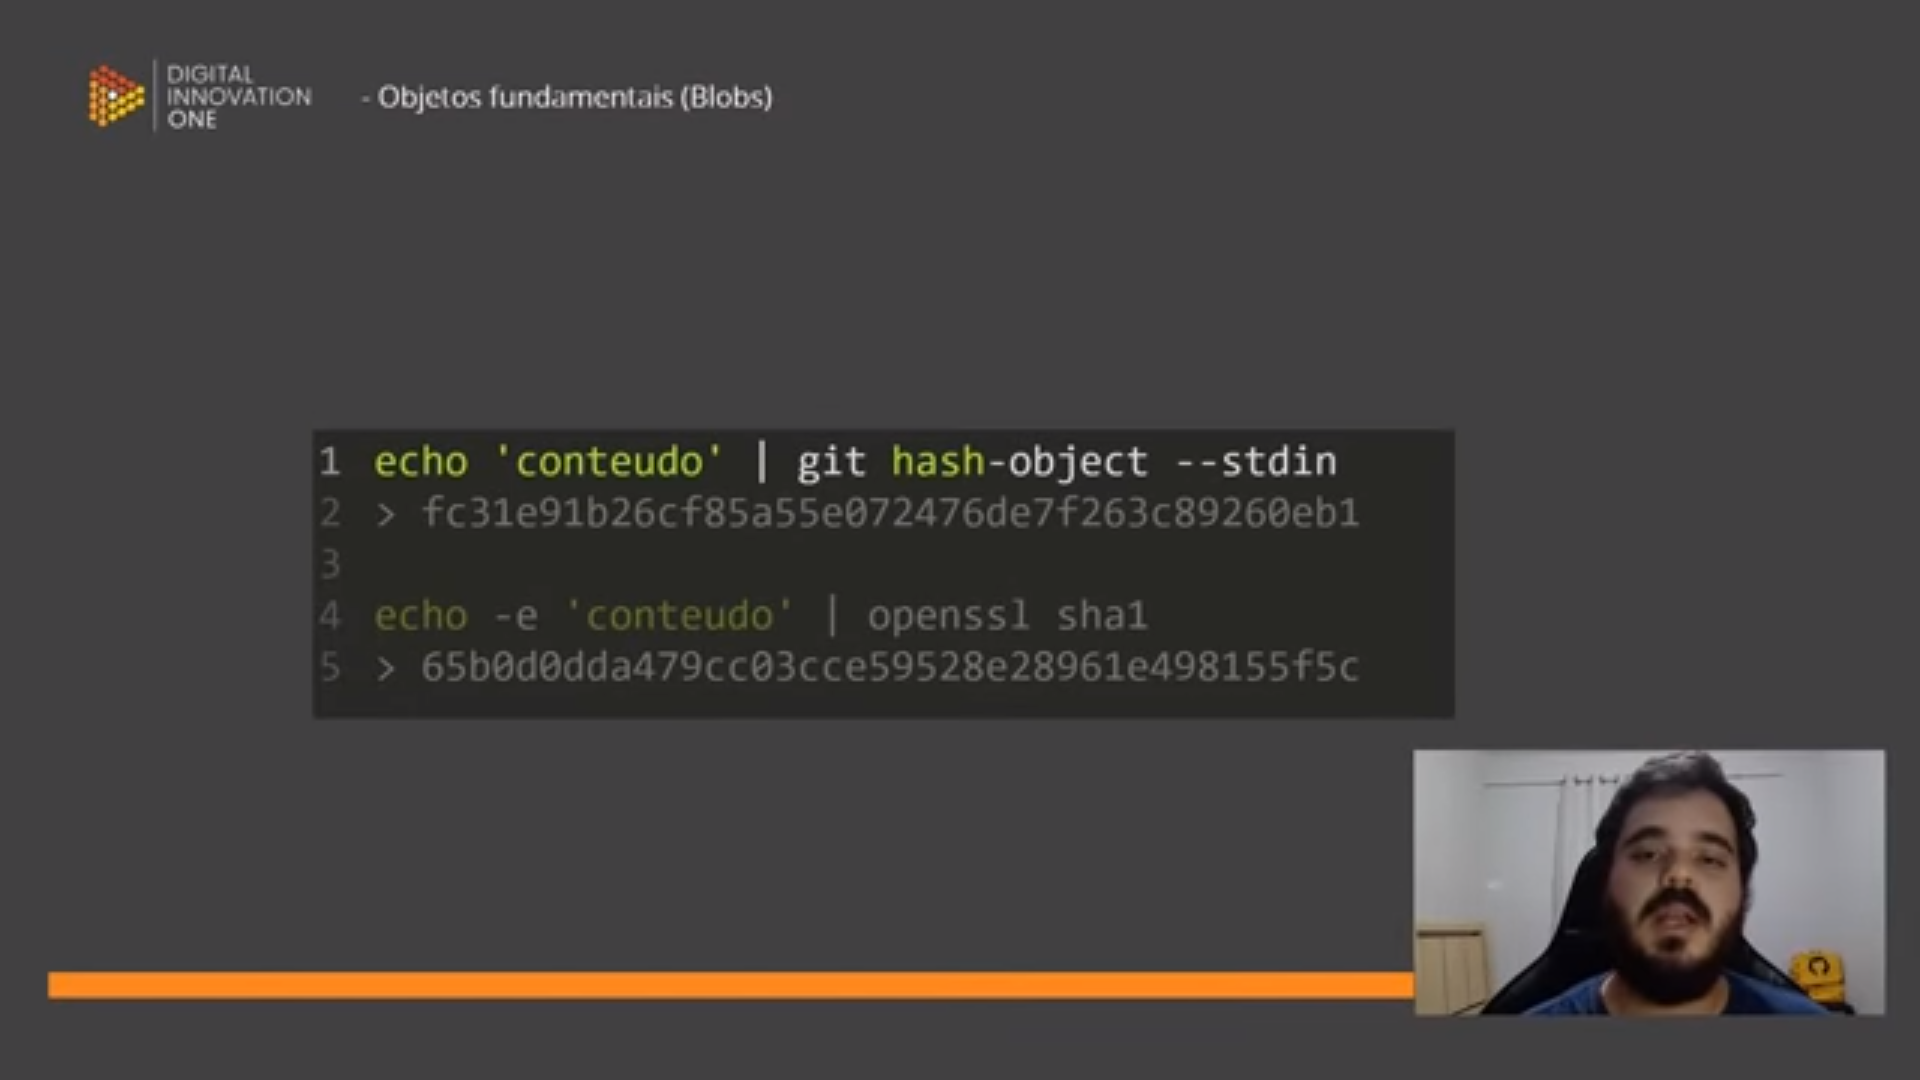 DIGITAL
INNOVATION
ONE
- Objetos fundamentais (Blobs)
1 echo 'conteudo' | git hash-object --stdin
2 > fc31e91b26cf85a55e072476de7f263c89260eb1
3
4 echo -e 'conteudo' | openssl sha1
5 > 65b0d0dda479cc03cce59528e28961e498155f5c